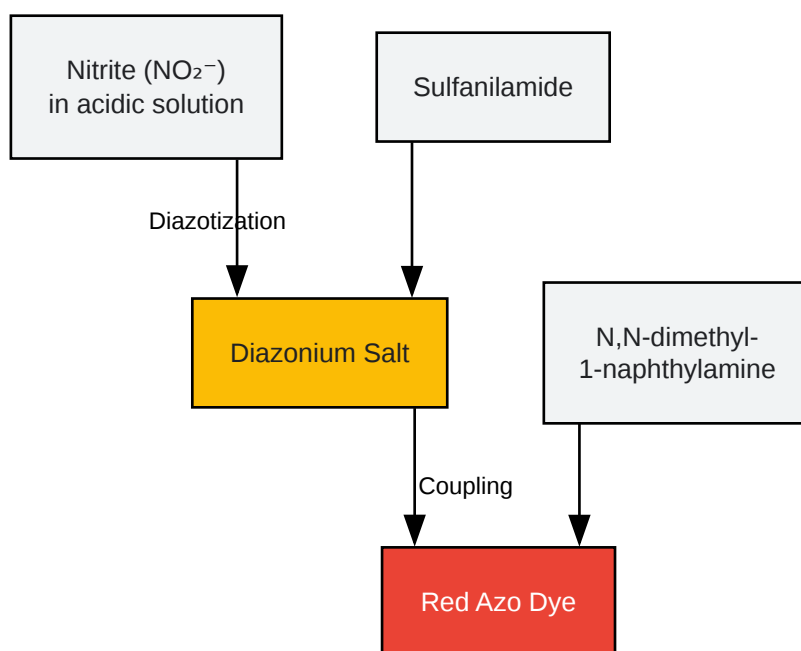 Nitrite (NO₂⁻)
in acidic solution
Sulfanilamide
Diazotization
Diazonium Salt
N,N-dimethyl-
1-naphthylamine
Coupling
Red Azo Dye